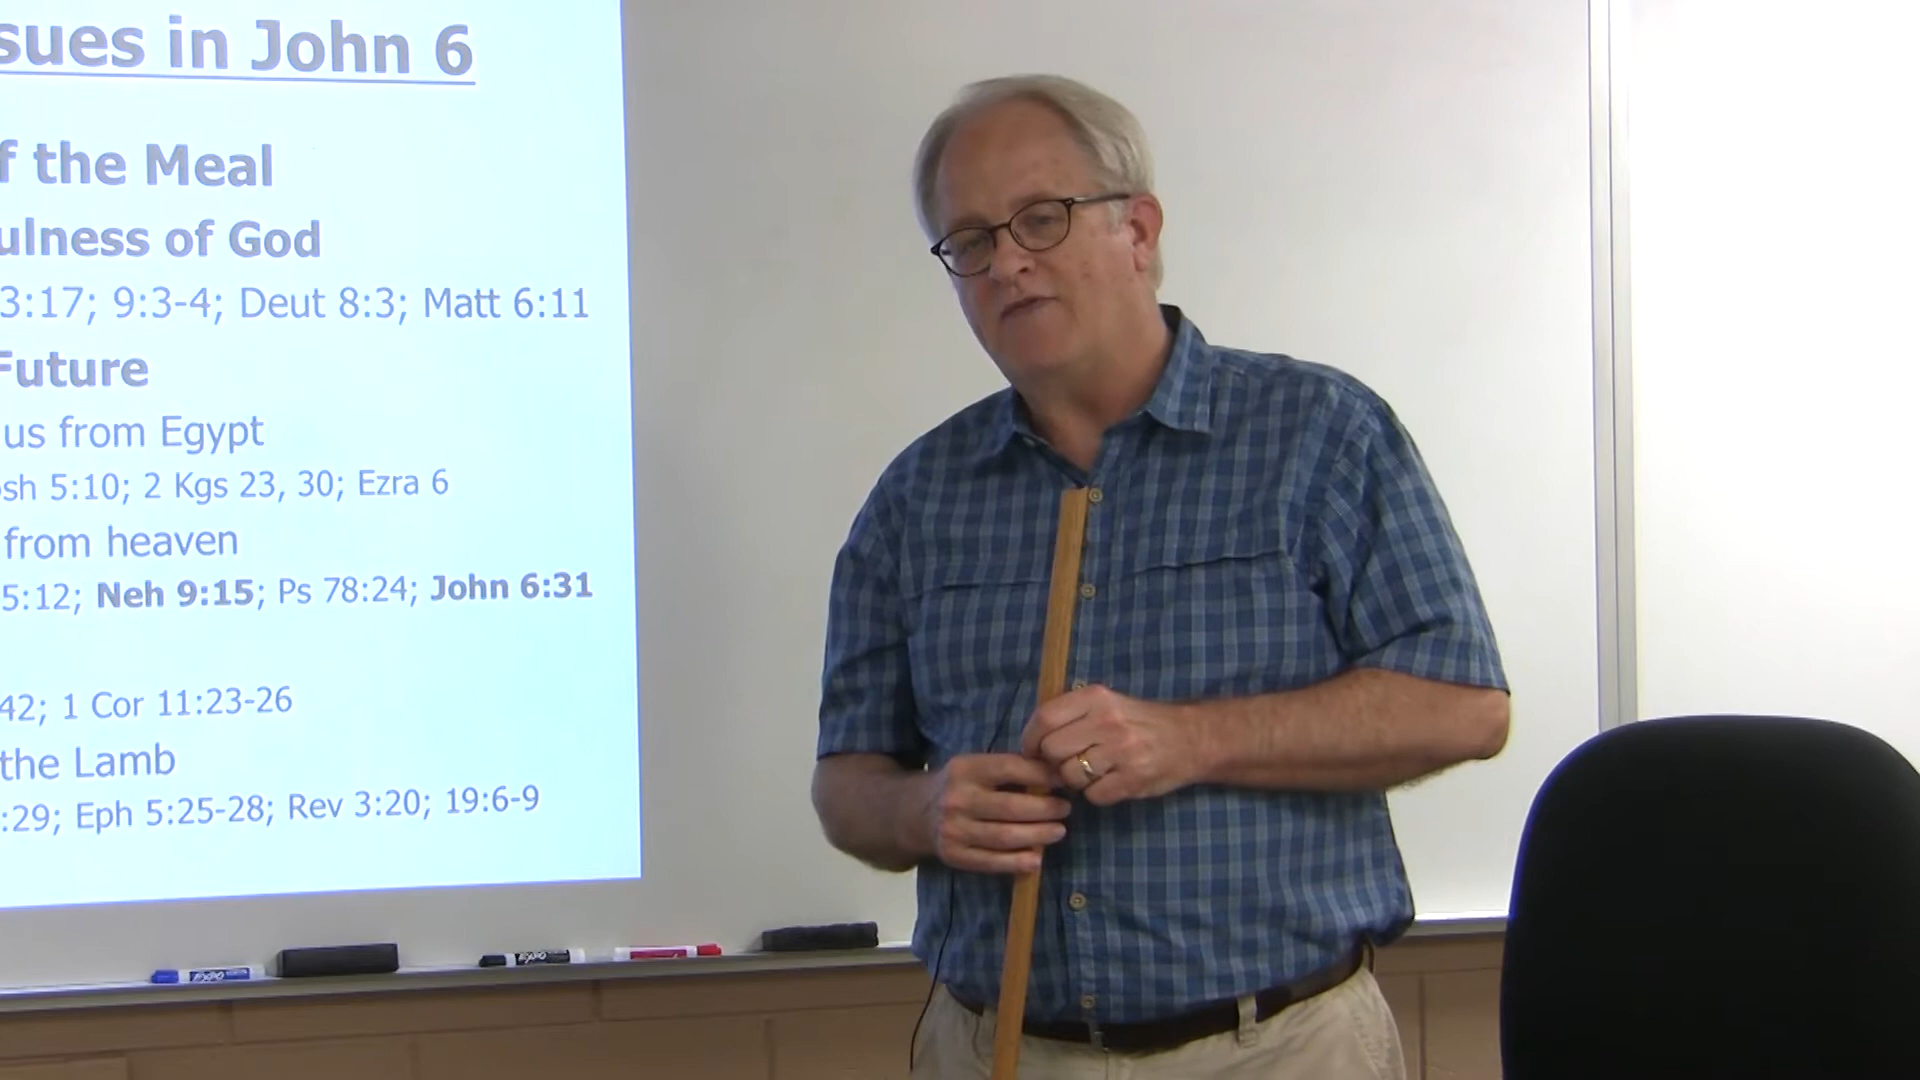 sues in John 6
f the Meal
ulness of God
3:17; 9:3-4; Deut 8:3; Matt 6:11
Future
us from Egypt
osh 5:10; 2 Kgs 23, 30; Ezra 6
from heaven
5:12; Neh 9:15; Ps 78:24; John 6:31
42; 1 Cor 11:23-26
the Lamb
:29; Eph 5:25-28; Rev 3:20; 19:6-9
EXPO
EXPO